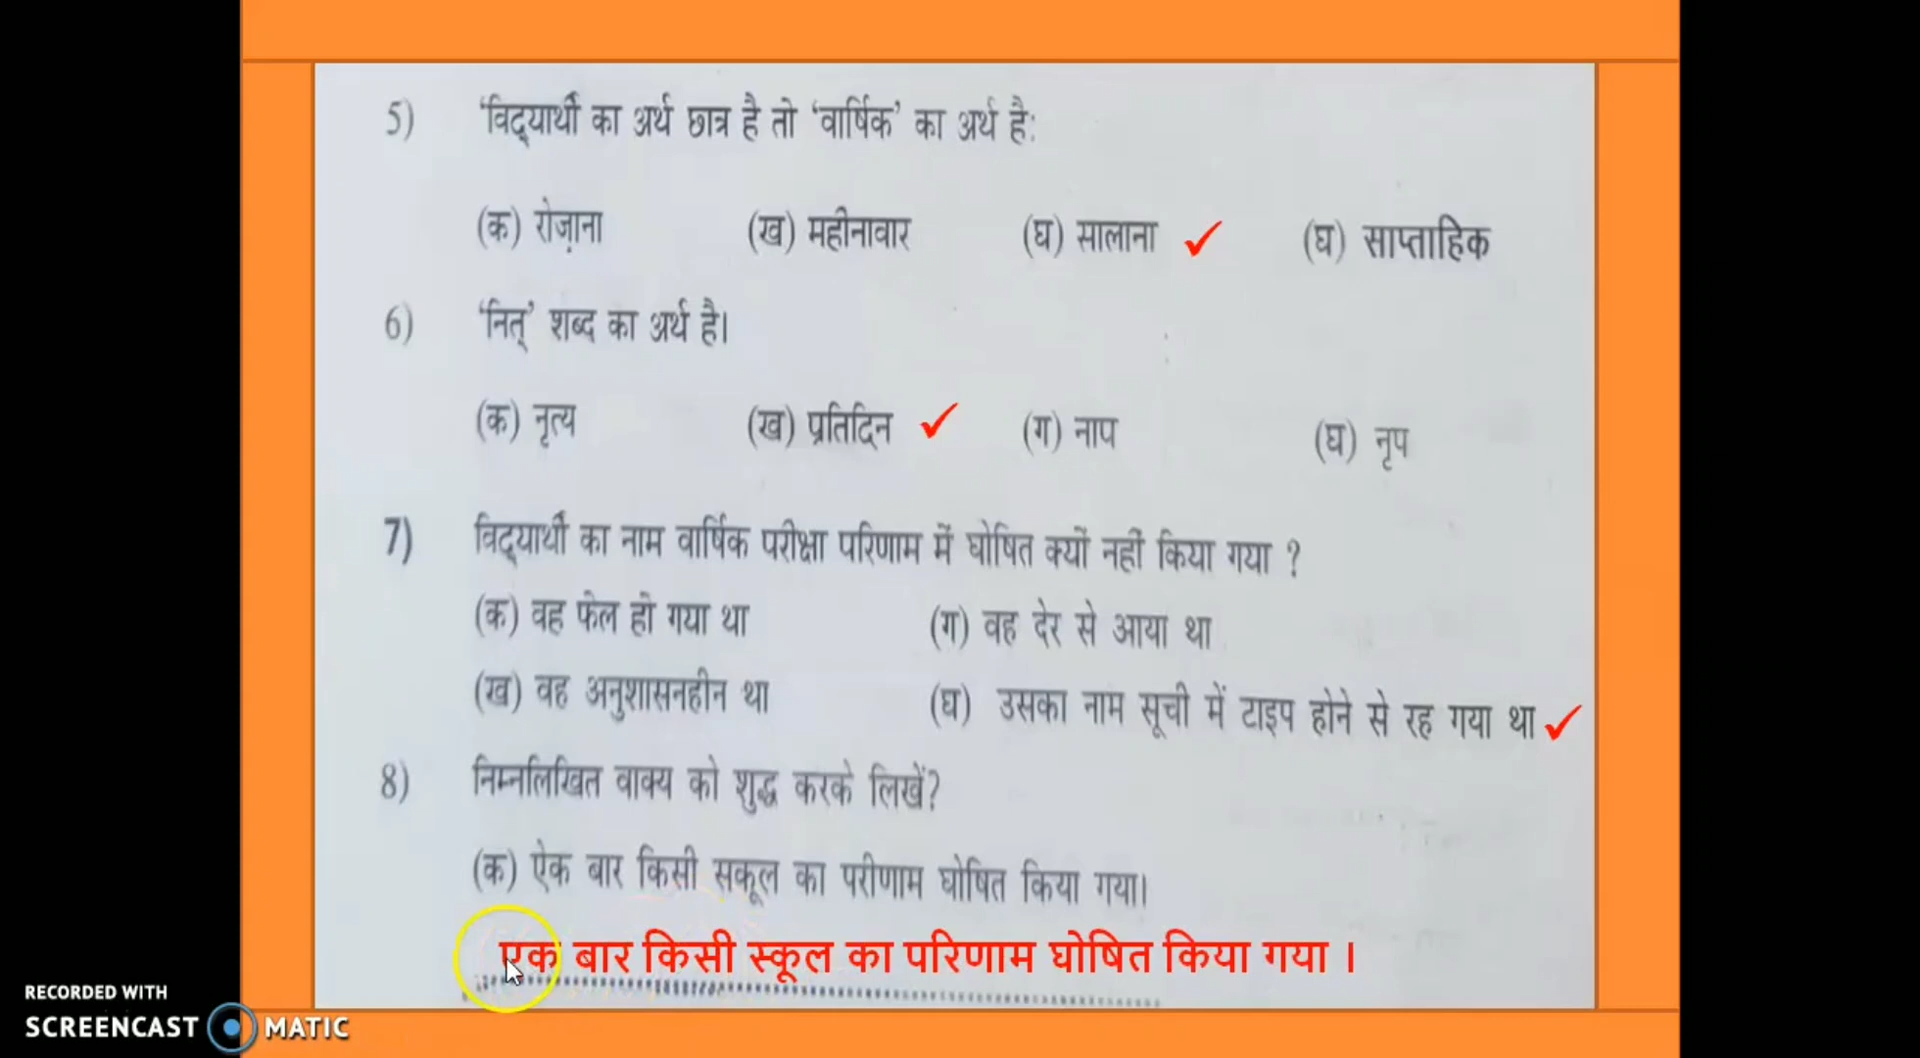 5) 'विद्यार्थी का अर्थ छात्र है तो 'वार्षिक' का अर्थ है:
(क) रोज़ाना (ख) महीनावार (घ) सालाना ✓ (घ) साप्ताहिक
6) 'नित्' शब्द का अर्थ है।
(क) नृत्य (ख) प्रतिदिन ✓ (ग) नाप (घ) नृप
7) विद्यार्थी का नाम वार्षिक परीक्षा परिणाम में घोषित क्यों नहीं किया गया ?
(क) वह फेल हो गया था (ग) वह देर से आया था
(ख) वह अनुशासनहीन था (घ) उसका नाम सूची में टाइप होने से रह गया था ✓
8) निम्नलिखित वाक्य को शुद्ध करके लिखें?
(क) ऐक बार किसी सकूल का परीणाम घोषित किया गया।
एक बार किसी स्कूल का परिणाम घोषित किया गया ।
RECORDED WITH
SCREENCAST MATIC